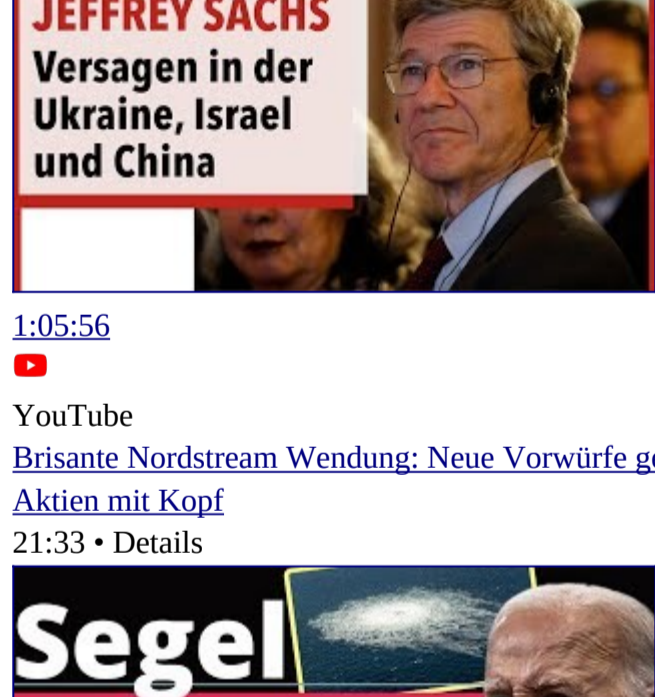 JEFFREY SACHS
Versagen in der
Ukraine, Israel
und China
1:05:56
YouTube
Brisante Nordstream Wendung: Neue Vorwürfe
Aktien mit Kopf
21:33 • Details
Segel